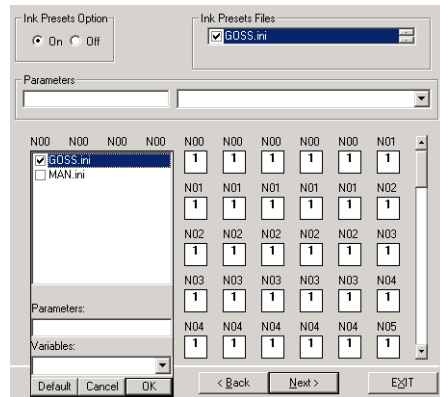 Ink Presets Option
On Off
Ink Presets Files
GOSS.ini
Parameters
N00 N00 N00 N00 N00 N00 N00 N00 N00 N01
GOSS.ini
MAN.ini
1 1 1 1 1 1
N01 N01 N01 N01 N01 N02
1 1 1 1 1 1
N02 N02 N02 N02 N03 N03
1 1 1 1 1 1
N03 N03 N03 N03 N03 N04
1 1 1 1 1 1
N04 N04 N04 N04 N04 N05
1 1 1 1 1 1
Parameters:
Variables:
Default Cancel OK
< Back Next > EXIT